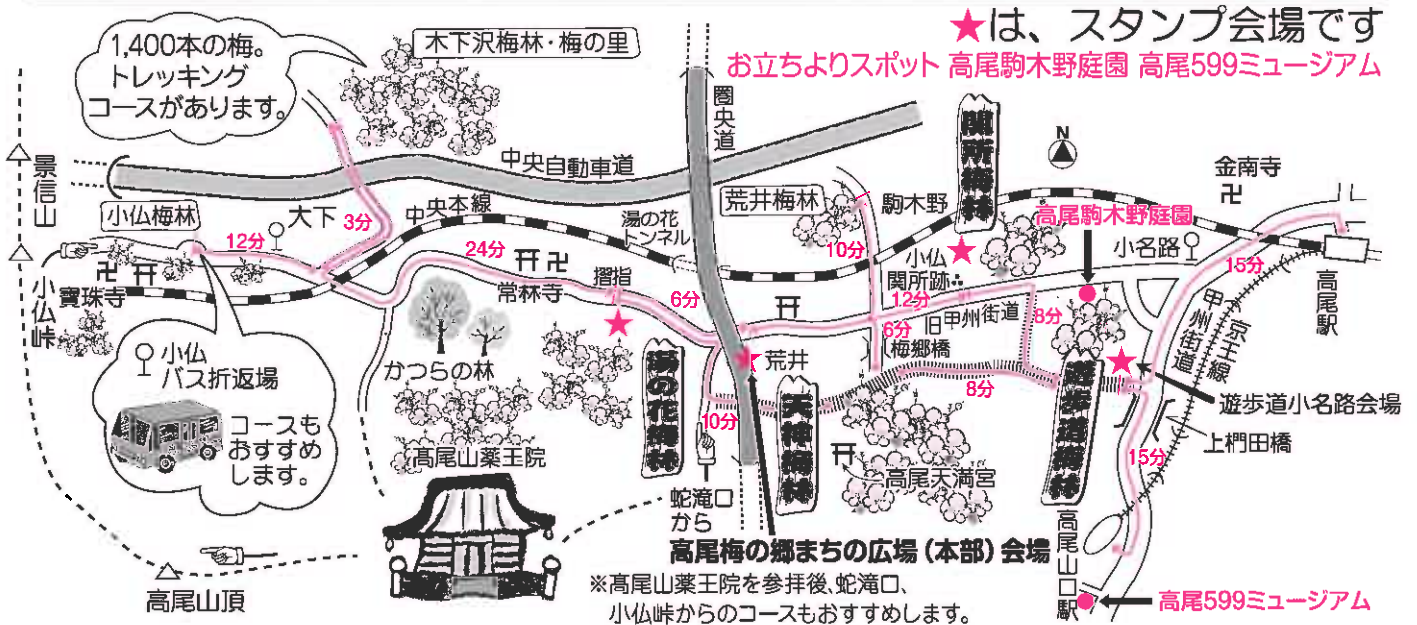 ★は、スタンプ会場です
お立ちよりスポット 高尾駒木野庭園 高尾599ミュージアム
1,400本の梅。
トレッキング
コースがあります。
木下沢梅林・梅の里
圏央道
関所梅林
N
景信山
中央自動車道
金南寺
小仏梅林
大下
3分
中央本線
湯の花
トンネル
荒井梅林
駒木野
高尾駒木野庭園
12分
24分
10分
小仏
関所跡
小名路
15分
高尾駅
小仏峠
寶珠寺
常林寺
摺指
6分
12分
旧甲州街道
8分
甲州街道
京王線
6分
梅郷橋
小仏
バス折返場
コースも
おすすめ
します。
かつらの林
湯の花梅林
荒井
10分
天神梅林
8分
遊歩道梅林
遊歩道小名路会場
上椚田橋
15分
髙尾山薬王院
蛇滝口
から
高尾天満宮
高尾梅の郷まちの広場(本部)会場
高尾山口駅
高尾山頂
※髙尾山薬王院を参拝後、蛇滝口、
小仏峠からのコースもおすすめします。
高尾599ミュージアム